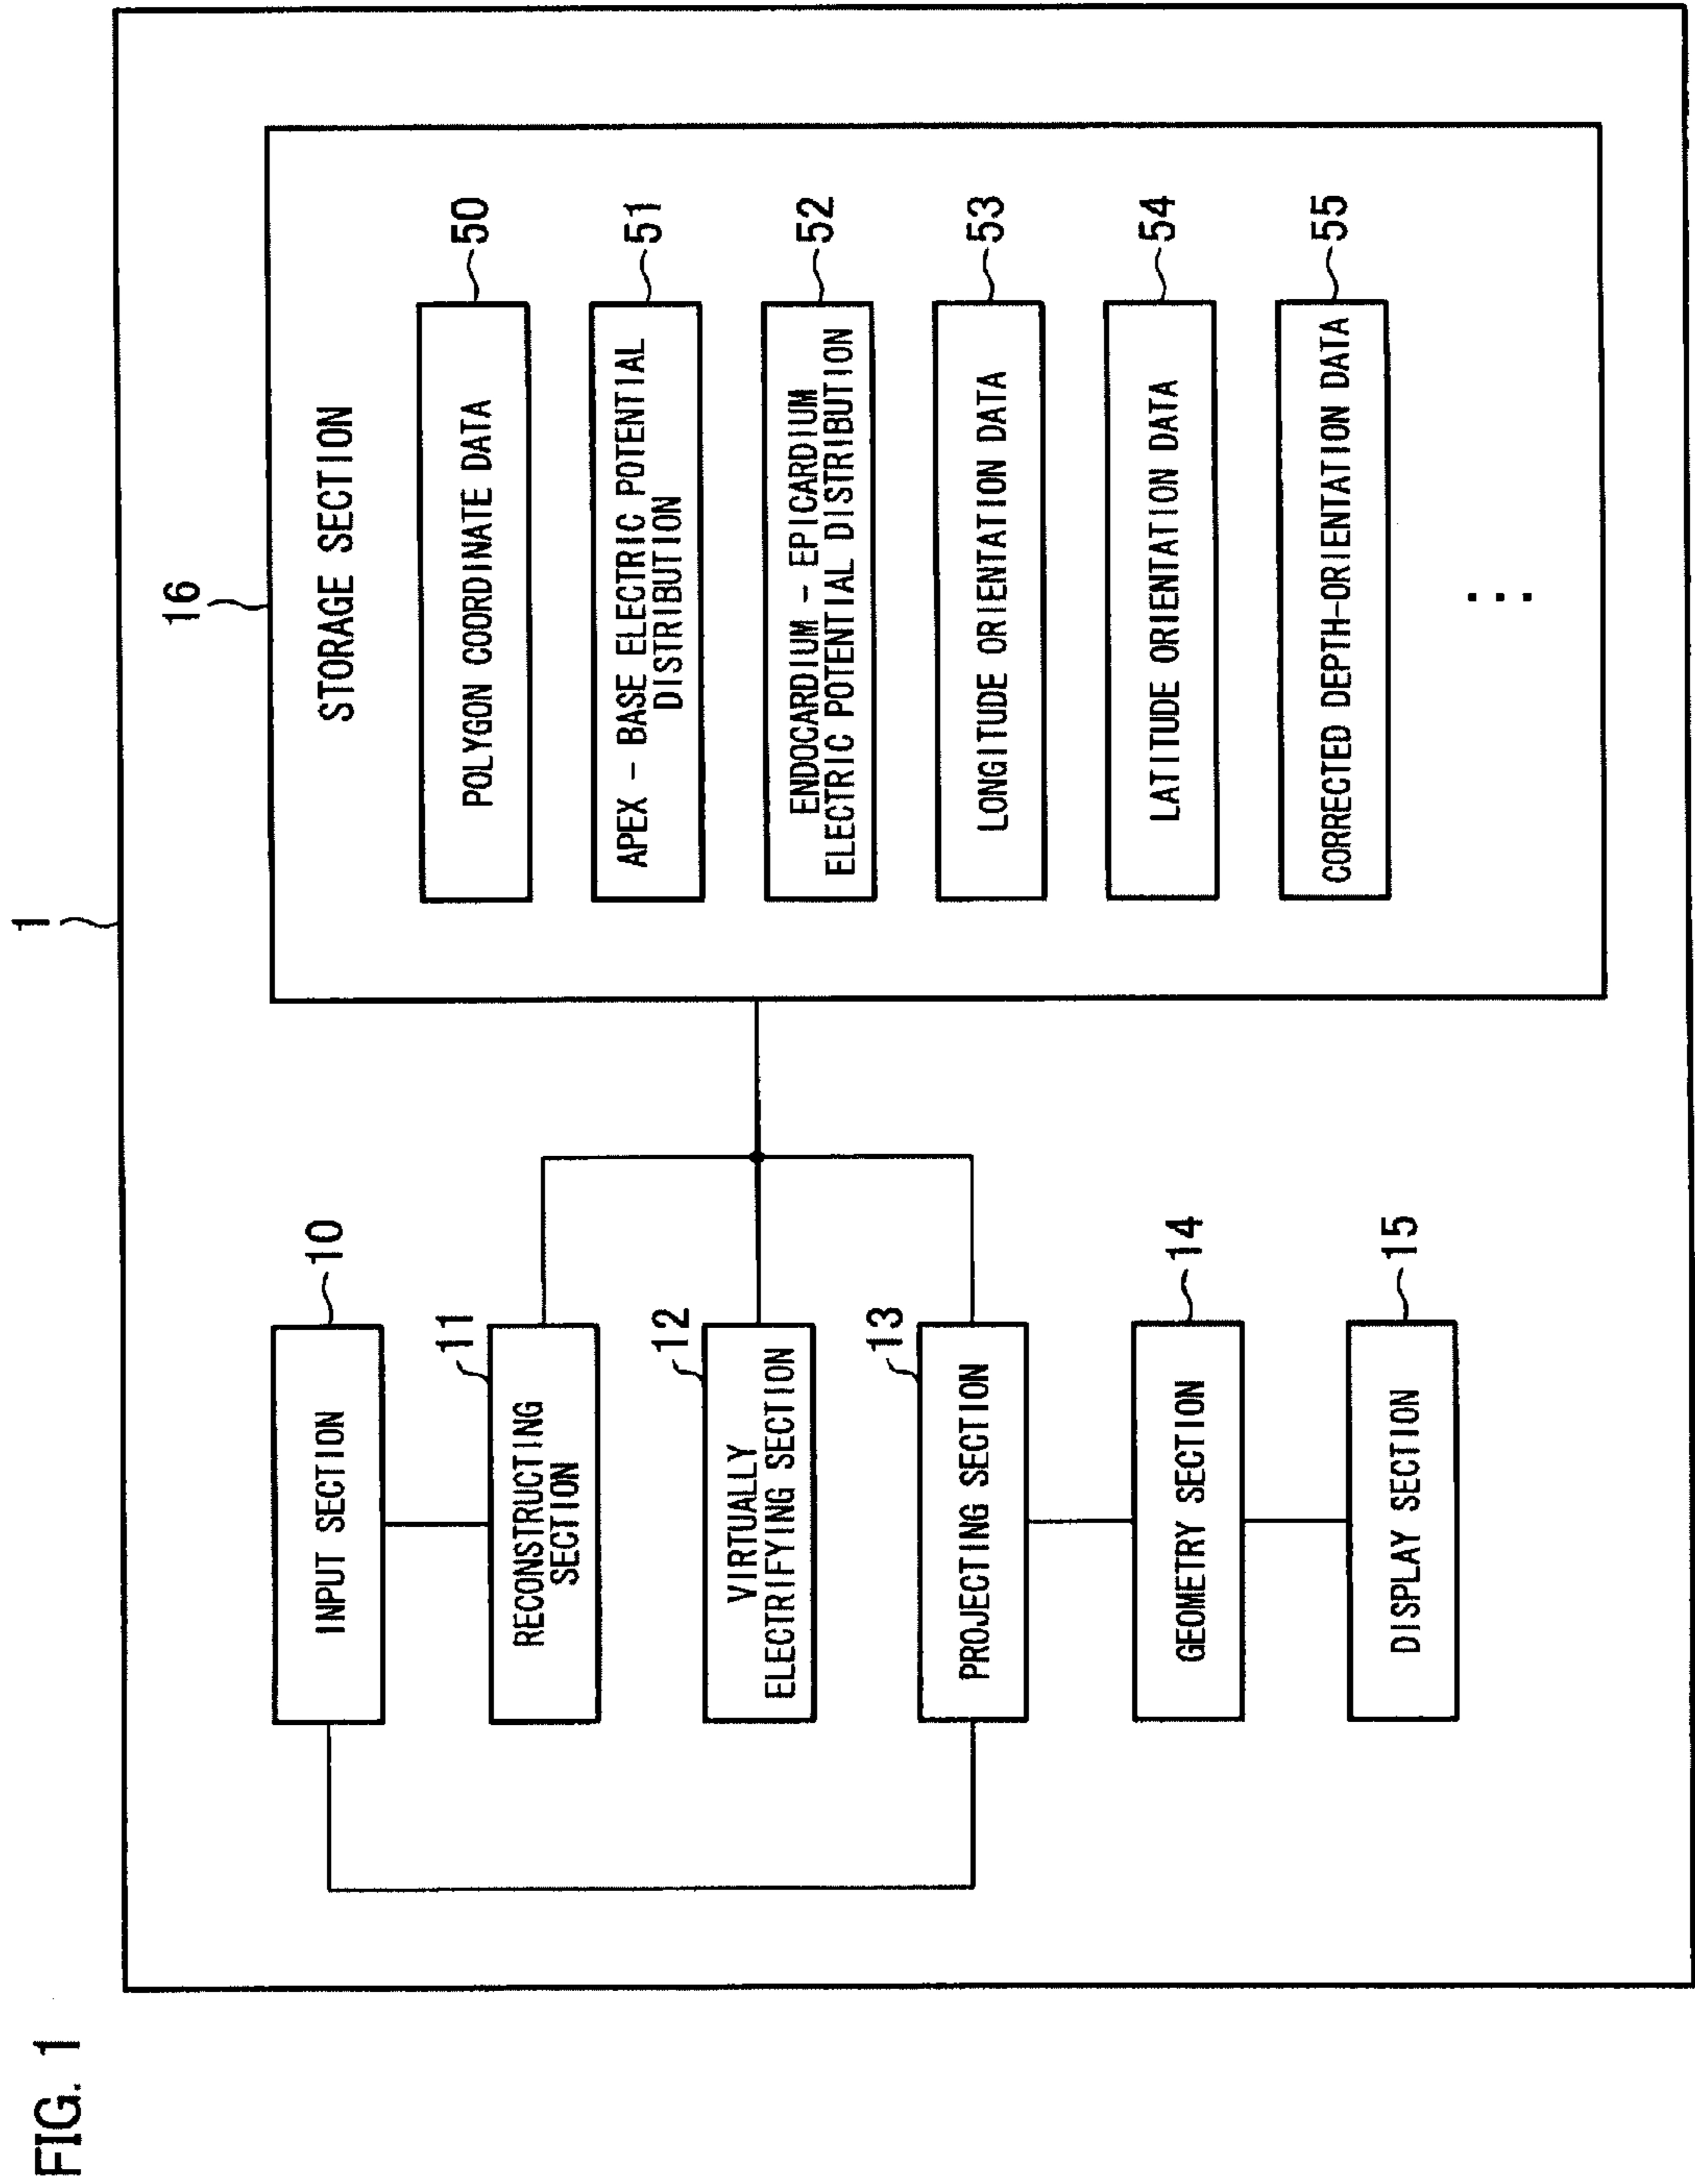 FIG. 1
1
10
INPUT SECTION
11
RECONSTRUCTING
SECTION
12
VIRTUALLY
ELECTRIFYING SECTION
13
PROJECTING SECTION
14
GEOMETRY SECTION
15
DISPLAY SECTION
16
STORAGE SECTION
50
POLYGON COORDINATE DATA
51
APEX - BASE ELECTRIC POTENTIAL
DISTRIBUTION
52
ENDOCARDIUM - EPICARDIUM
ELECTRIC POTENTIAL DISTRIBUTION
53
LONGITUDE ORIENTATION DATA
54
LATITUDE ORIENTATION DATA
55
CORRECTED DEPTH-ORIENTATION DATA
...